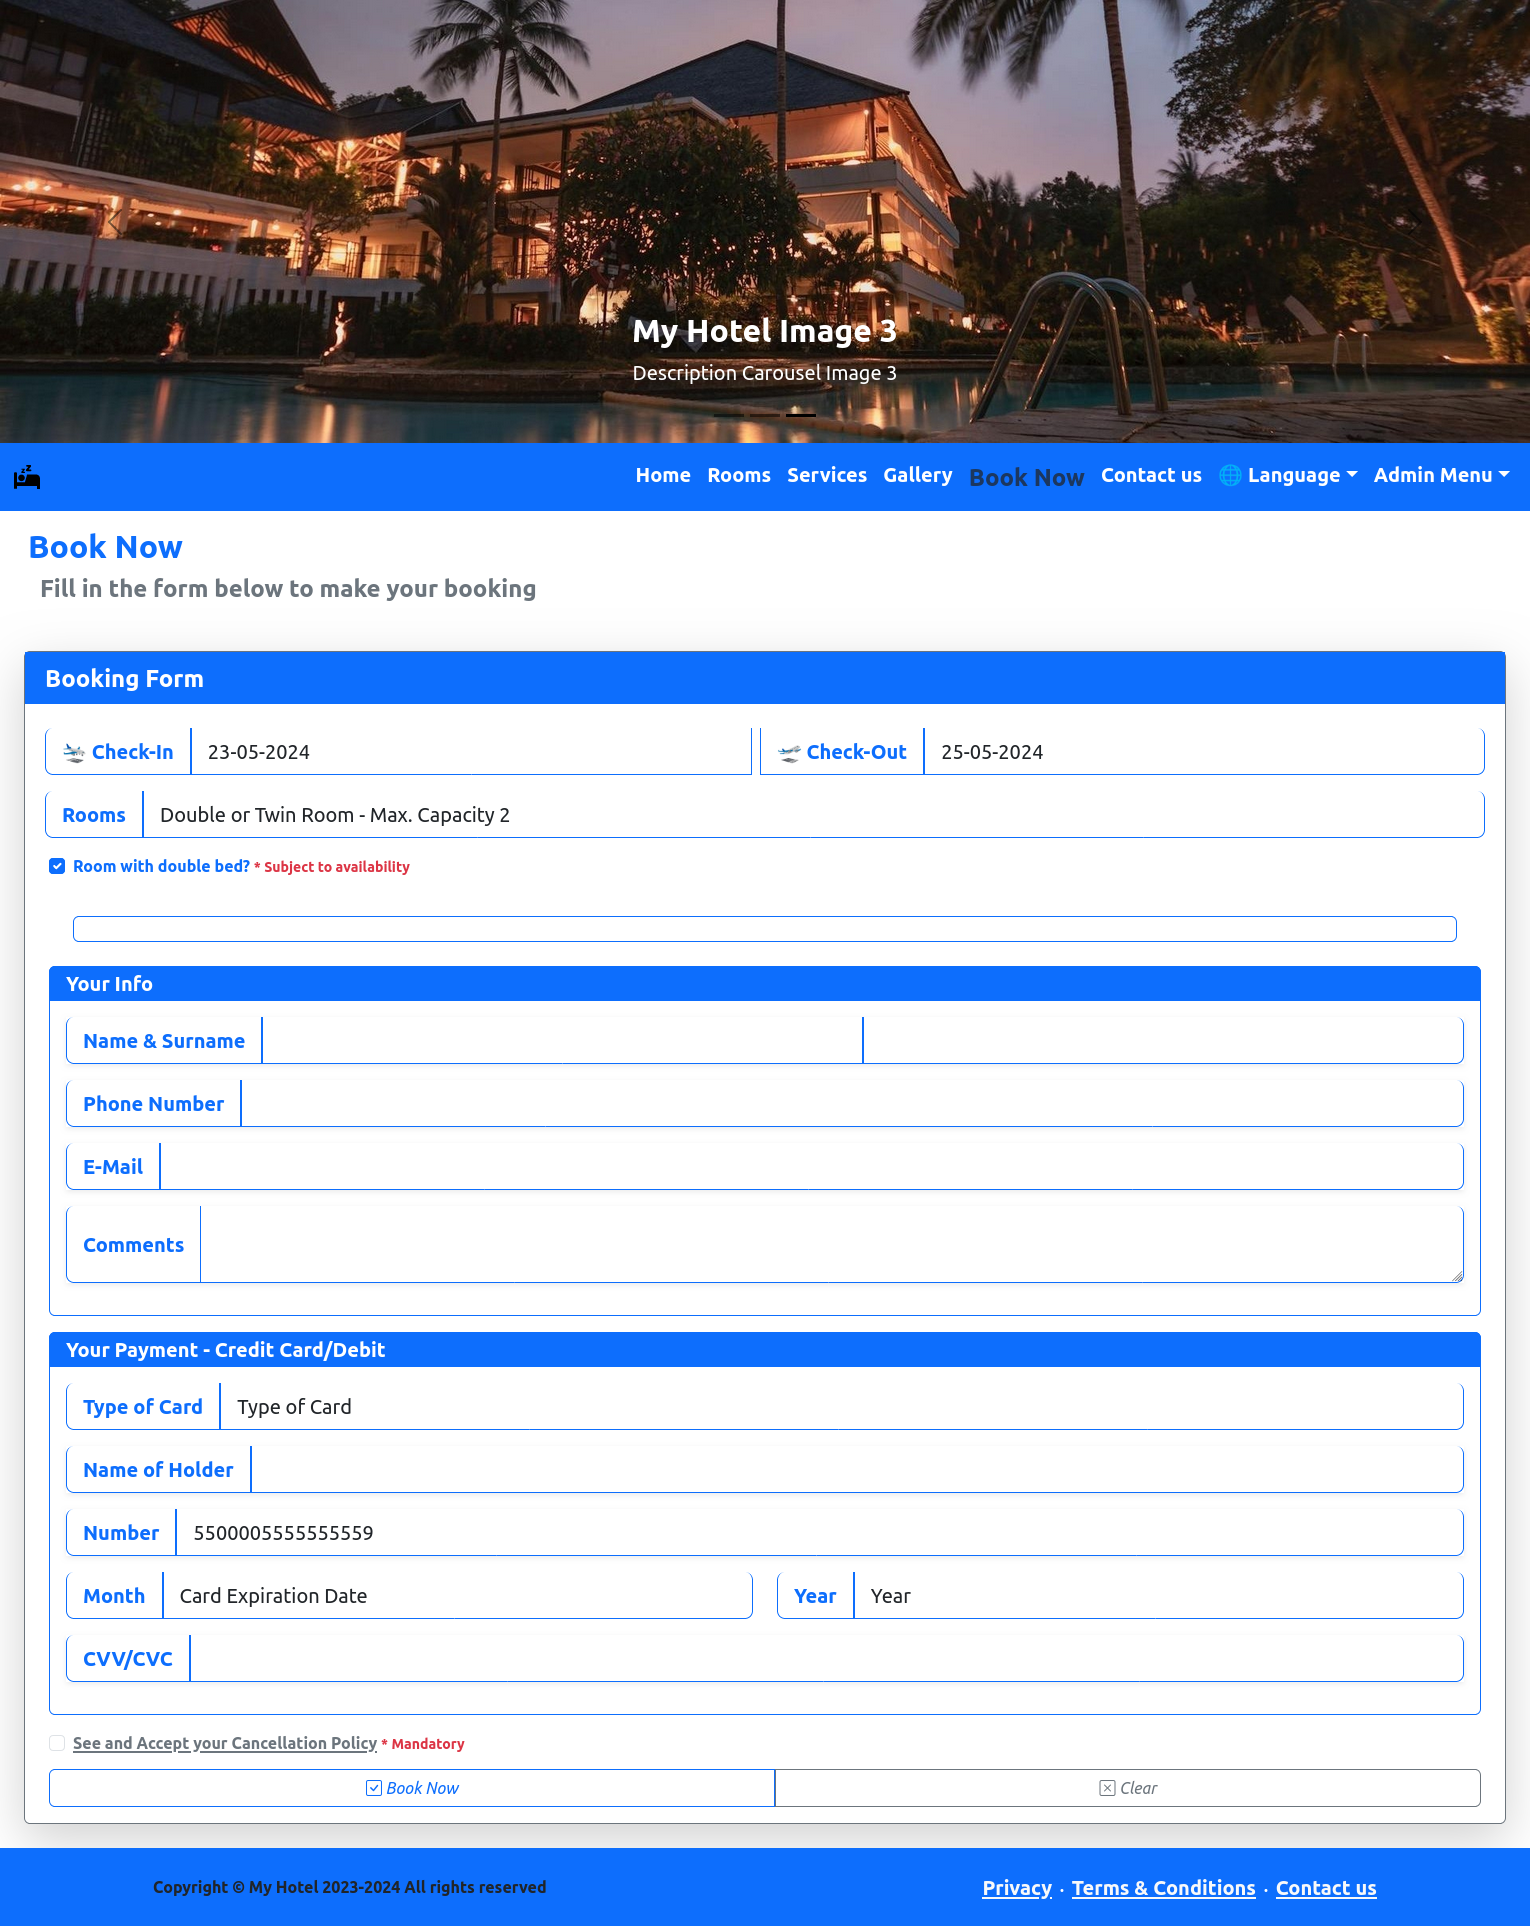 My Hotel Image 3
Description Carousel Image 3
Home Rooms Services Gallery Book Now Contact us 🌐 Language Admin Menu
Book Now
Fill in the form below to make your booking
Booking Form
🛬 Check-In 23-05-2024 🛫 Check-Out 25-05-2024
Rooms Double or Twin Room - Max. Capacity 2
Room with double bed? * Subject to availability
Your Info
Name & Surname
Phone Number
E-Mail
Comments
Your Payment - Credit Card/Debit
Type of Card Type of Card
Name of Holder
Number 5500005555555559
Month Card Expiration Date Year Year
CVV/CVC
See and Accept your Cancellation Policy * Mandatory
Book Now Clear
Copyright © My Hotel 2023-2024 All rights reserved Privacy · Terms & Conditions · Contact us